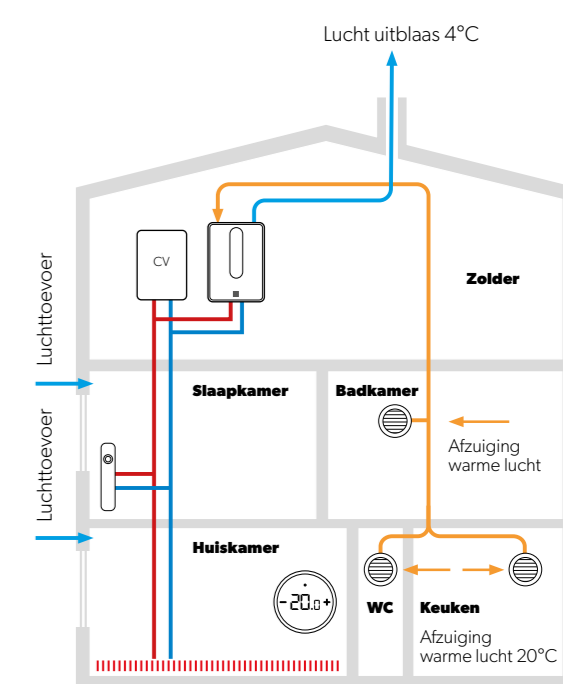 Lucht uitblaas 4°C
CV
Zolder
Luchttoevoer
Slaapkamer
Badkamer
Afzuiging
warme lucht
Luchttoevoer
Huiskamer
-20.0+
WC
Keuken
Afzuiging
warme lucht 20°C